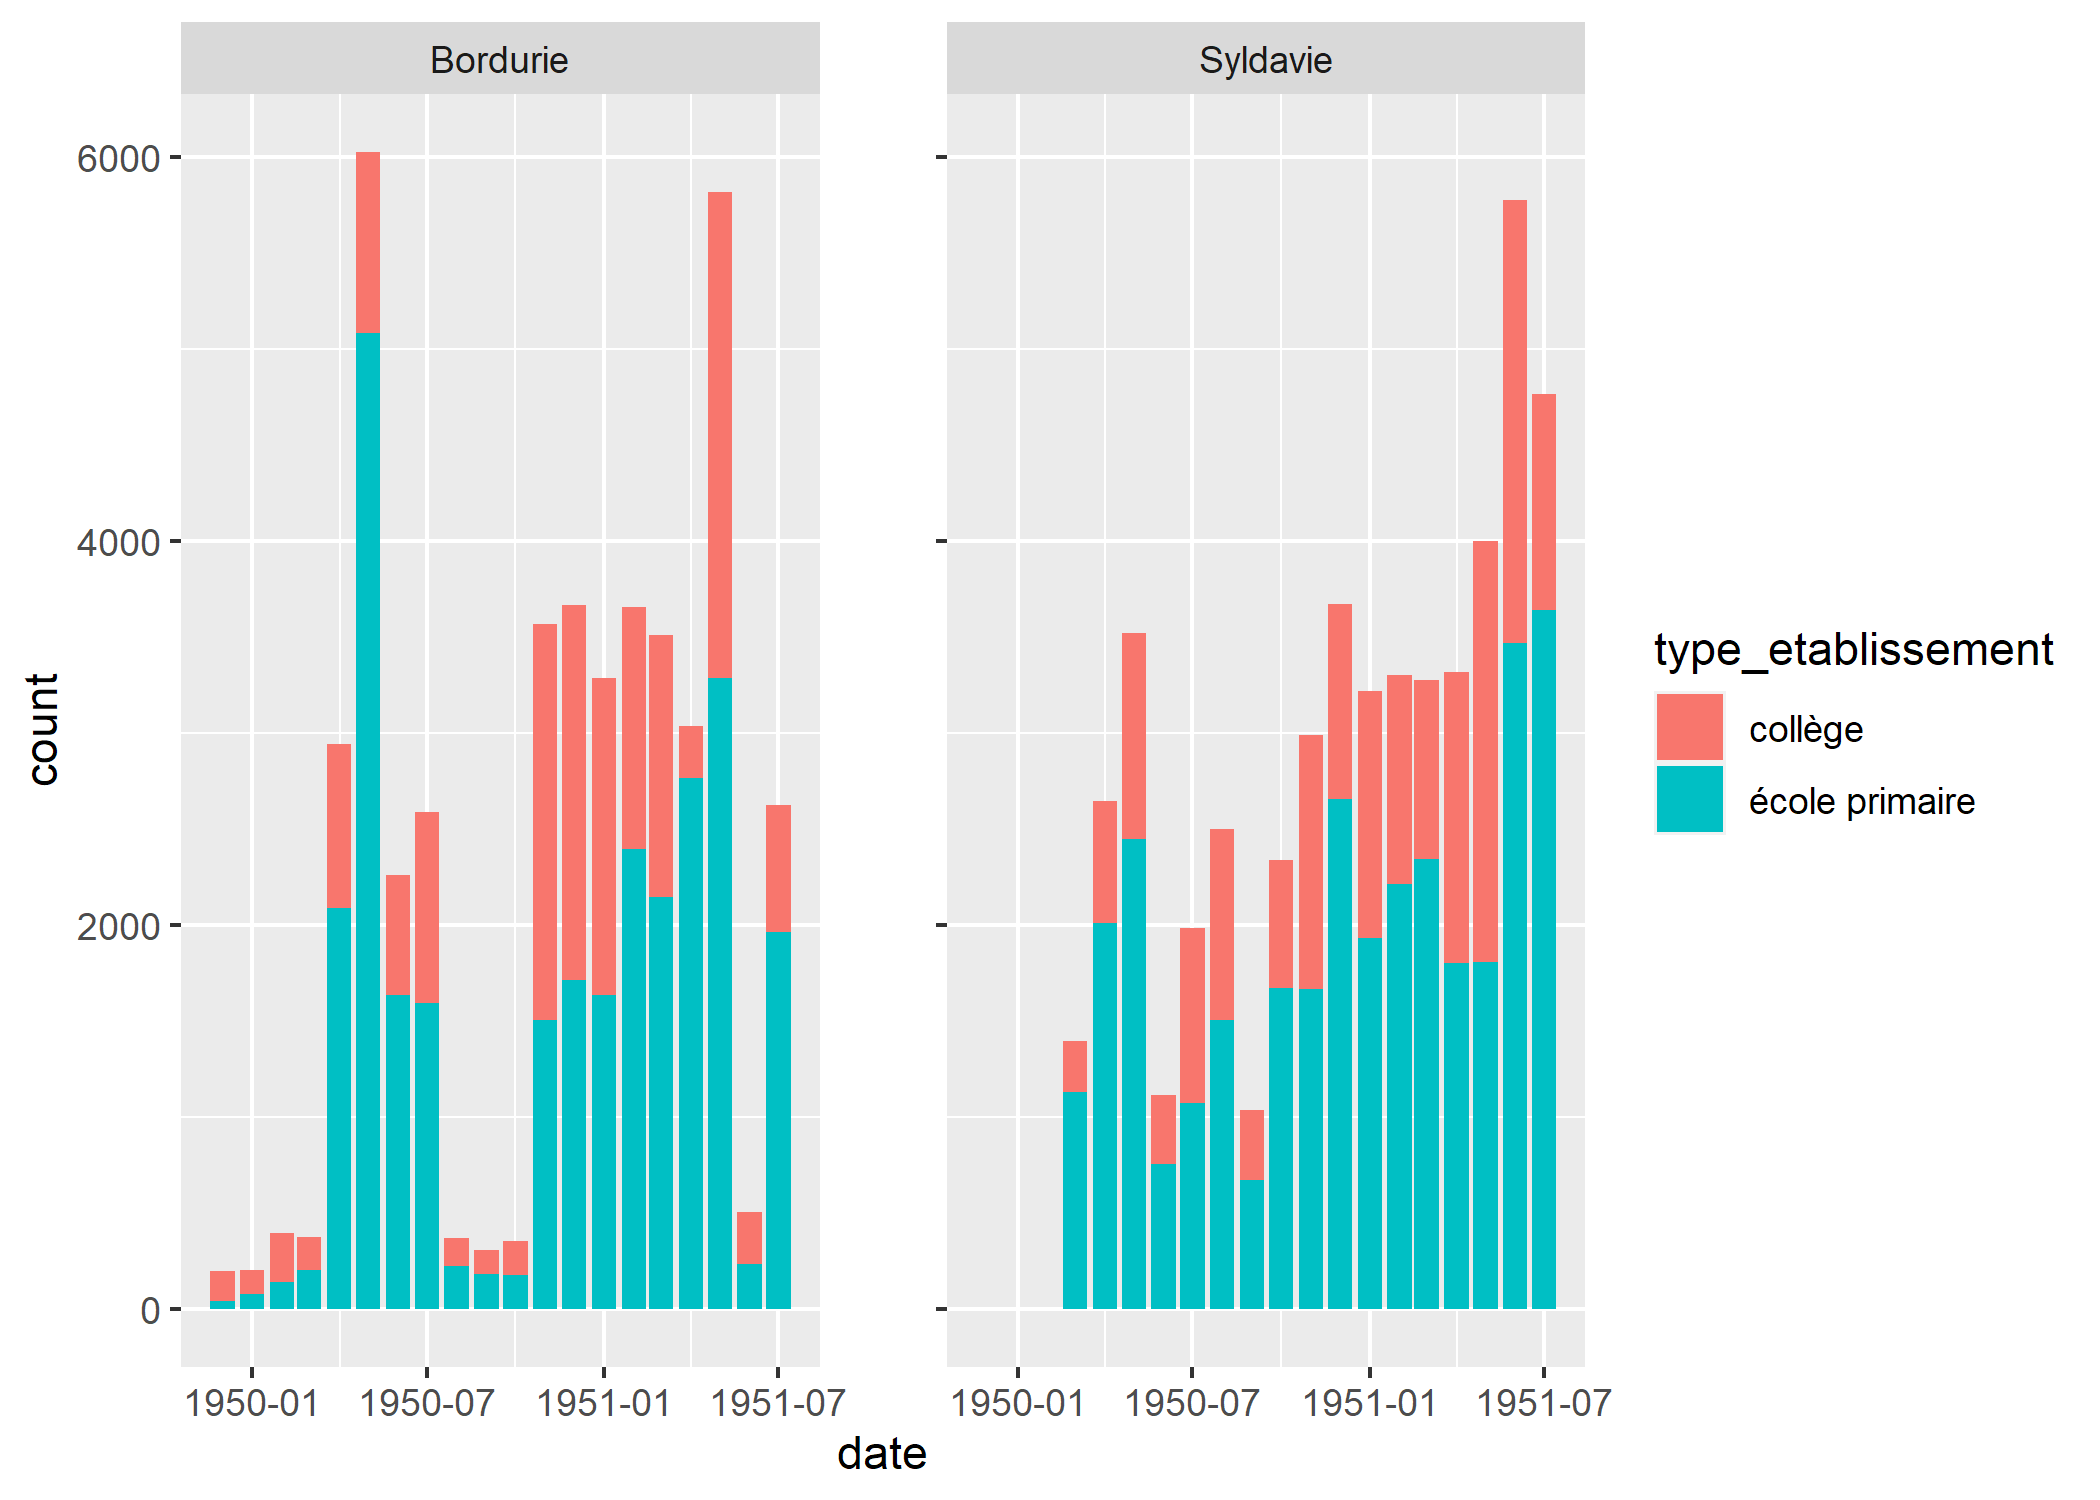 Bordurie
Syldavie
6000
4000
2000
0
count
1950-01
1950-07
1951-01
1951-07
1950-01
1950-07
1951-01
1951-07
date
type_etablissement
collège
école primaire